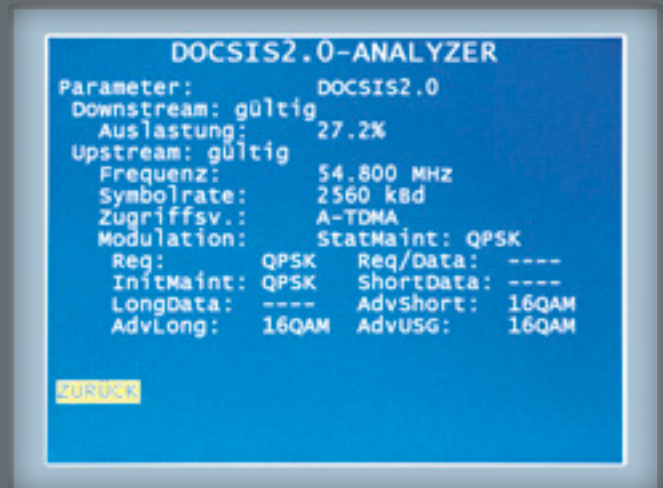 DOCSIS2.0-ANALYZER
Parameter: DOCSIS2.0
Downstream: gültig
Auslastung: 27.2%
Upstream: gültig
Frequenz: 54.800 MHz
Symbolrate: 2560 kBd
Zugriffsv.: A-TDMA
Modulation: StatMaint: QPSK
Req: QPSK Req/Data: ----
InitMaint: QPSK ShortData: ----
LongData: ---- AdvShort: 16QAM
AdvLong: 16QAM AdvUSG: 16QAM
ZURÜCK